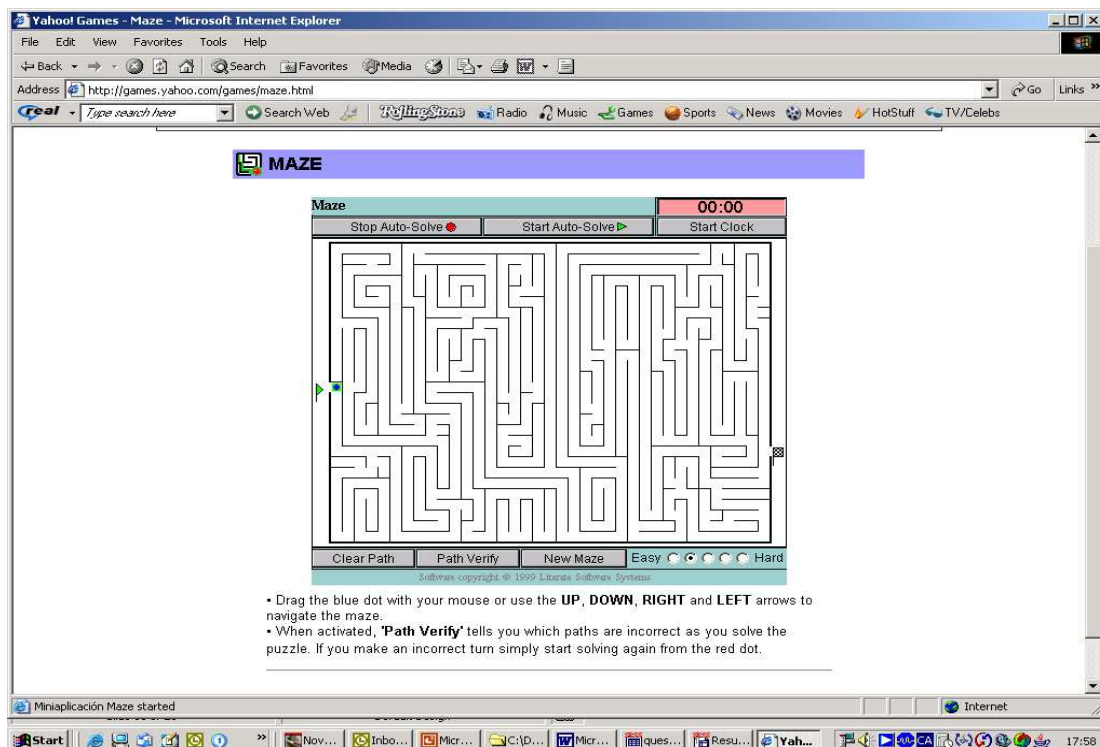 Yahoo! Games - Maze - Microsoft Internet Explorer
File Edit View Favorites Tools Help
Back Search Favorites Media
Address http://games.yahoo.com/games/maze.html Go Links »
real Type search here Search Web RollingStone Radio Music Games Sports News Movies HotStuff TV/Celebs
MAZE
Maze 00:00
Stop Auto-Solve Start Auto-Solve Start Clock
Clear Path Path Verify New Maze Easy Hard
Software copyright © 1999 Literate Software Systems
• Drag the blue dot with your mouse or use the UP, DOWN, RIGHT and LEFT arrows to
navigate the maze.
• When activated, 'Path Verify' tells you which paths are incorrect as you solve the
puzzle. If you make an incorrect turn simply start solving again from the red dot.
Miniaplicación Maze started Internet
Start » Nov... Inbo... Micr... C:\D... Micr... ques... Resu... Yah... CA 17:58